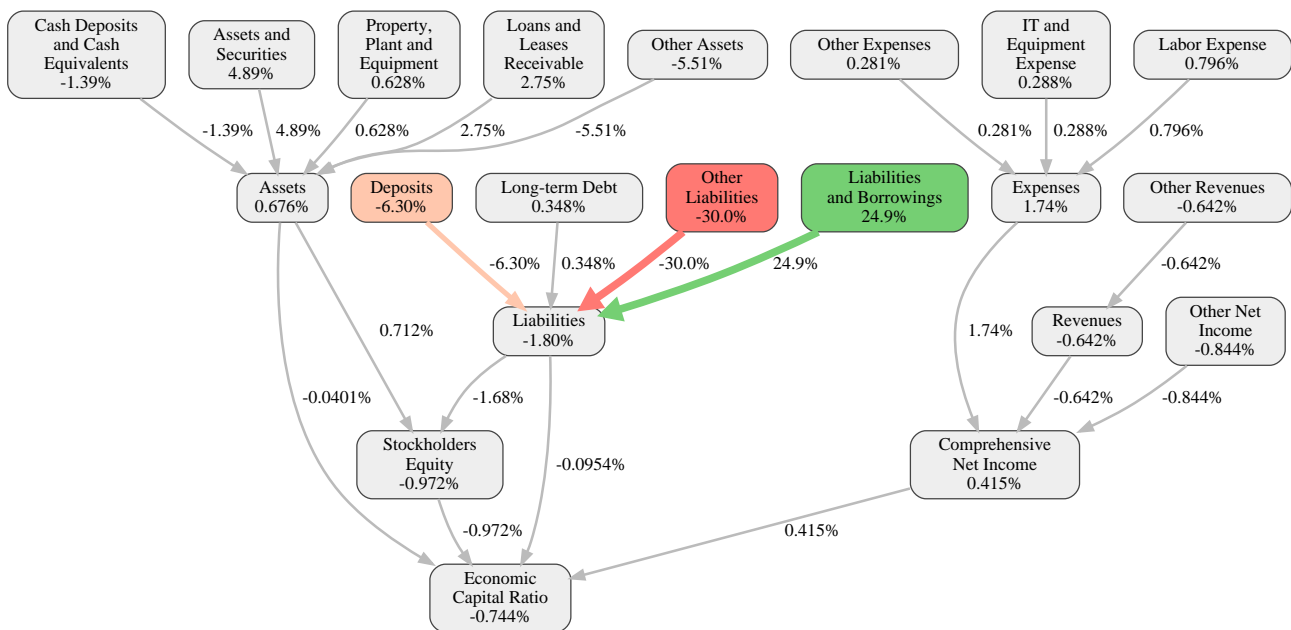 Cash Deposits
and Cash
Equivalents
-1.39%
Assets and
Securities
4.89%
Property,
Plant and
Equipment
0.628%
Loans and
Leases
Receivable
2.75%
Other Assets
-5.51%
Other Expenses
0.281%
IT and
Equipment
Expense
0.288%
Labor Expense
0.796%
-1.39%
4.89%
0.628%
2.75%
-5.51%
0.281%
0.288%
0.796%
Assets
0.676%
Deposits
-6.30%
Long-term Debt
0.348%
Other
Liabilities
-30.0%
Liabilities
and Borrowings
24.9%
Expenses
1.74%
Other Revenues
-0.642%
-6.30%
0.348%
-30.0%
24.9%
-0.642%
0.712%
Liabilities
-1.80%
1.74%
Revenues
-0.642%
Other Net
Income
-0.844%
-0.0401%
-1.68%
-0.642%
-0.844%
Stockholders
Equity
-0.972%
-0.0954%
Comprehensive
Net Income
0.415%
-0.972%
0.415%
Economic
Capital Ratio
-0.744%